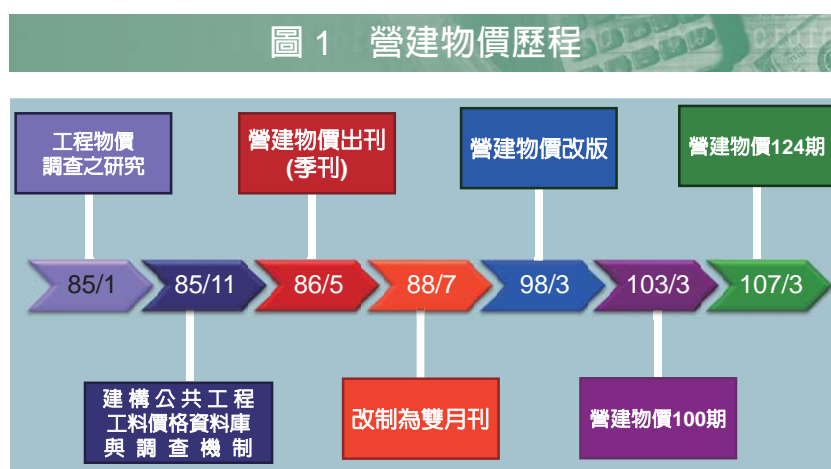 圖 1 營建物價歷程
工程物價
調查之研究
營建物價出刊
(季刊)
營建物價改版
營建物價124期
85/1
85/11
86/5
88/7
98/3
103/3
107/3
建構公共工程
工料價格資料庫
與調查機制
改制為雙月刊
營建物價100期